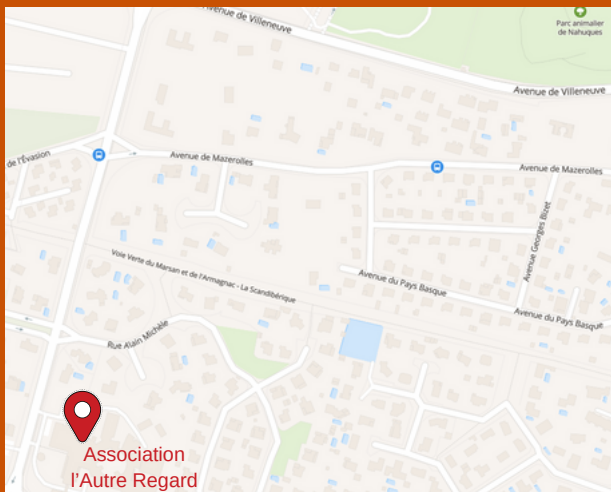 Avenue de Villeneuve
Parc animalier
de Nahuques
Avenue de Villeneuve
de l'Évasion
Avenue de Mazerolles
Avenue de Mazerolles
Avenue Georges Bizet
Voie Verte du Marsan et de l'Armagnac - La Scandibérique
Avenue du Pays Basque
Avenue du Pays Basque
Rue Alain Michèle
Association
l'Autre Regard